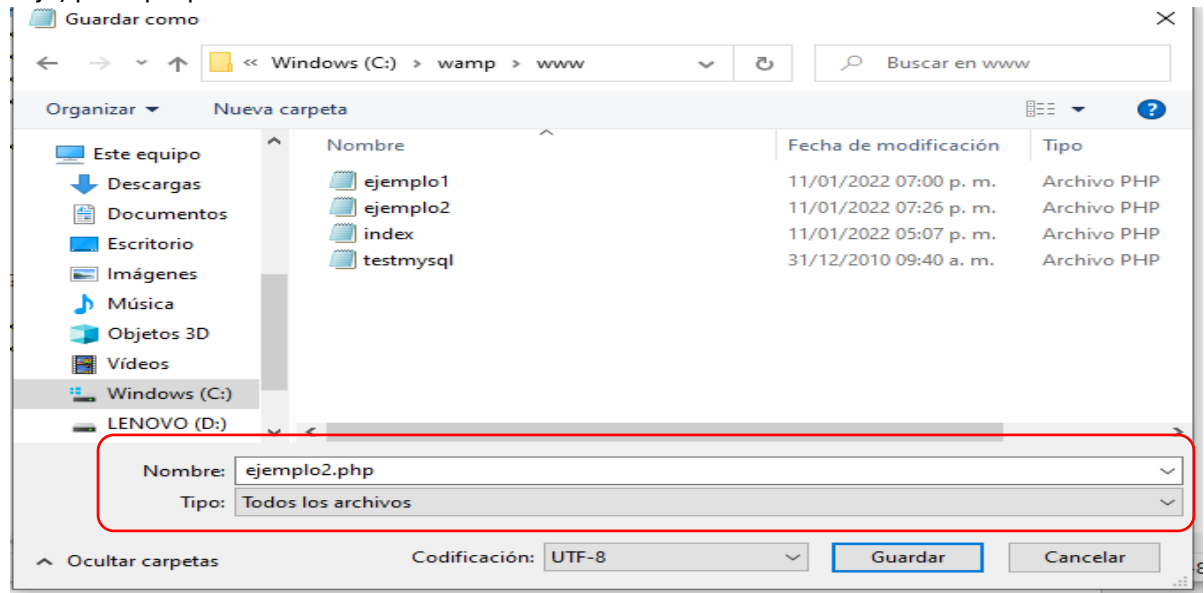 Guardar como
« Windows (C:) > wamp > www
Buscar en www
Organizar Nueva carpeta
Nombre Fecha de modificación Tipo
Este equipo
Descargas
Documentos
Escritorio
Imágenes
Música
Objetos 3D
Vídeos
Windows (C:)
LENOVO (D:)
ejemplo1 11/01/2022 07:00 p. m. Archivo PHP
ejemplo2 11/01/2022 07:26 p. m. Archivo PHP
index 11/01/2022 05:07 p. m. Archivo PHP
testmysql 31/12/2010 09:40 a. m. Archivo PHP
Nombre: ejemplo2.php
Tipo: Todos los archivos
Ocultar carpetas Codificación: UTF-8 Guardar Cancelar